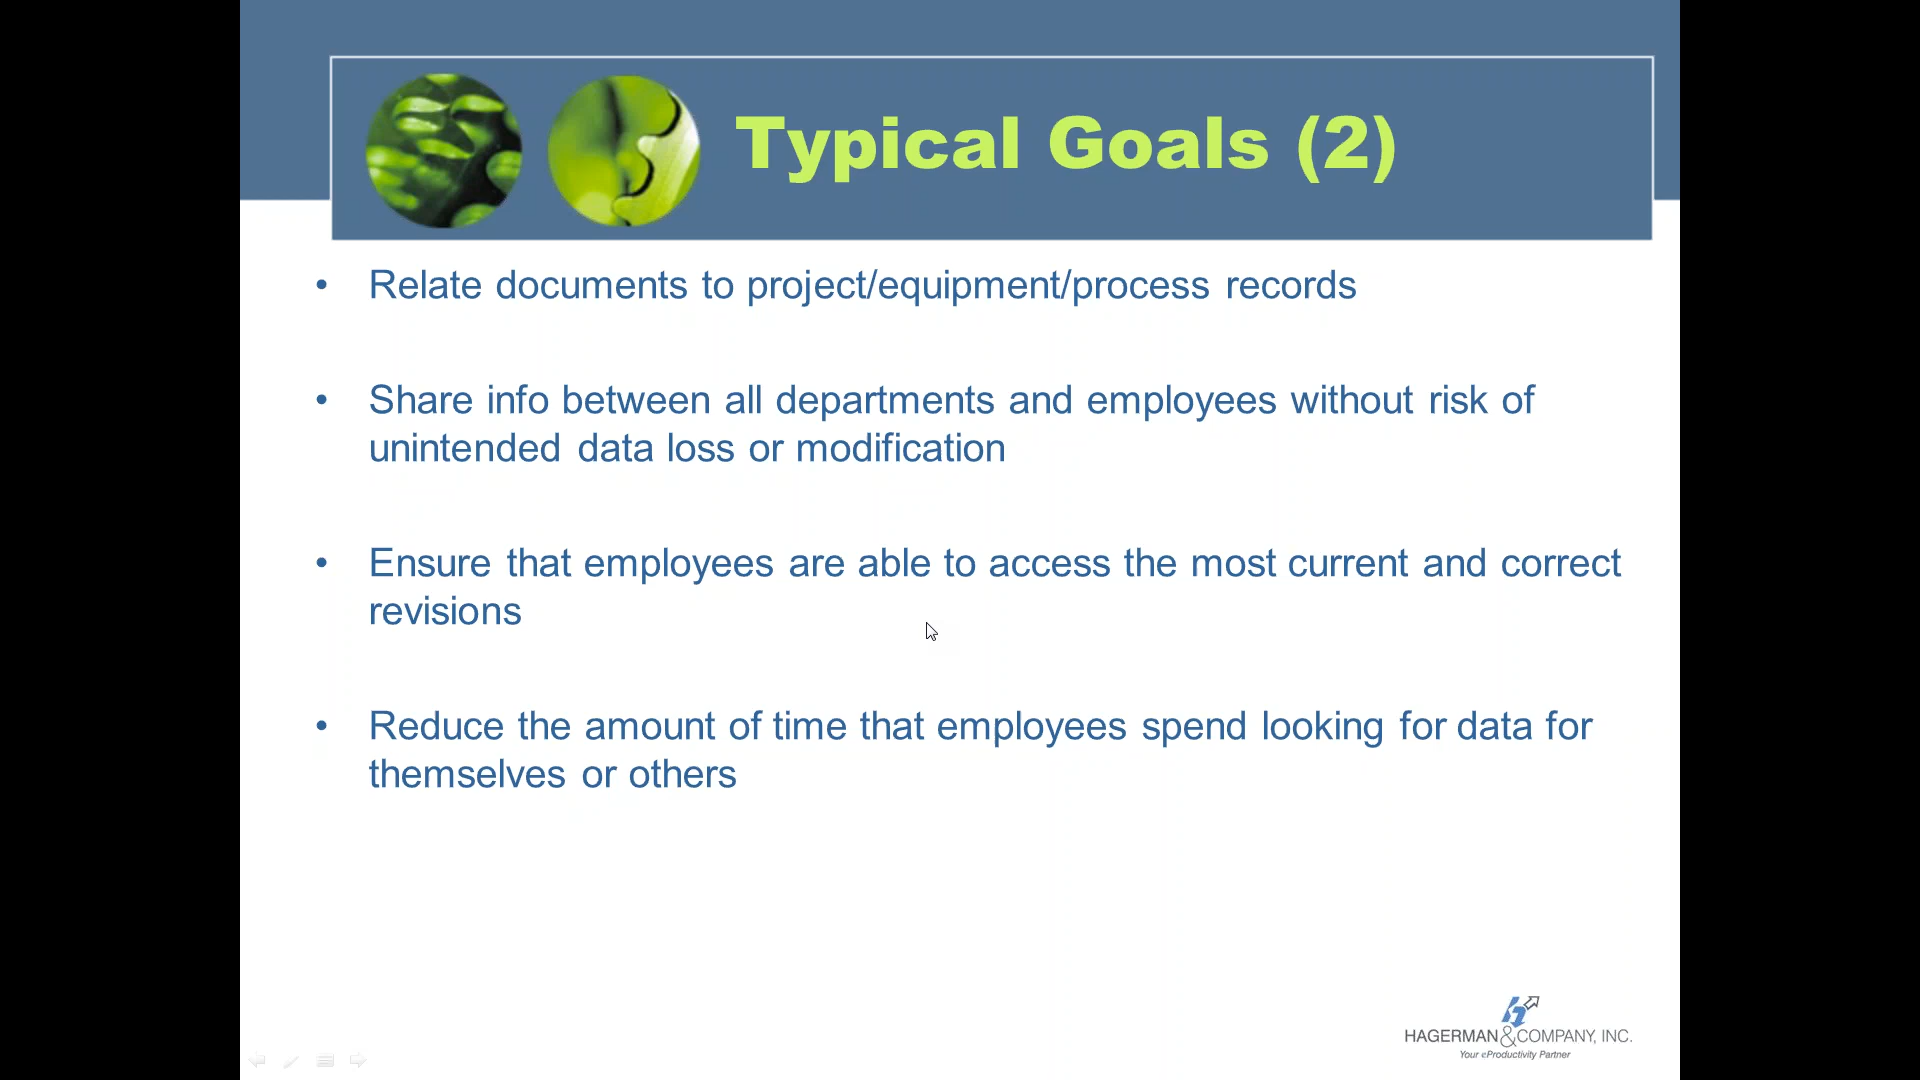 Typical Goals (2)
• Relate documents to project/equipment/process records
• Share info between all departments and employees without risk of
unintended data loss or modification
• Ensure that employees are able to access the most current and correct
revisions
• Reduce the amount of time that employees spend looking for data for
themselves or others
HAGERMAN&COMPANY, INC.
Your eProductivity Partner